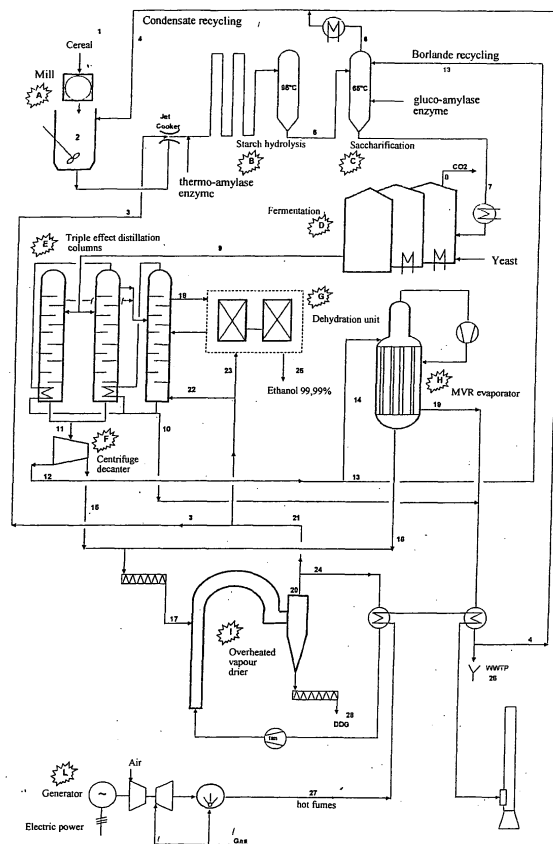 1
4
Condensate recycling
Cereal
Mill
A
2
Jet
Cooker
95°C
65°C
6
Borlande recycling
13
gluco-amylase
enzyme
5
Starch hydrolysis
B
Saccharification
C
thermo-amylase
enzyme
3
CO2
8
7
Fermentation
D
Yeast
E
Triple effect distillation
columns
9
18
G
Dehydration unit
23
25
Ethanol 99,99%
22
H
MVR evaporator
14
19
10
11
F
Centrifuge
decanter
12
13
15
3
21
16
24
20
17
I
Overheated
vapour
drier
4
WWTP
26
28
DDG
fan
L
Air
Generator
27
hot fumes
Electric power
Gas